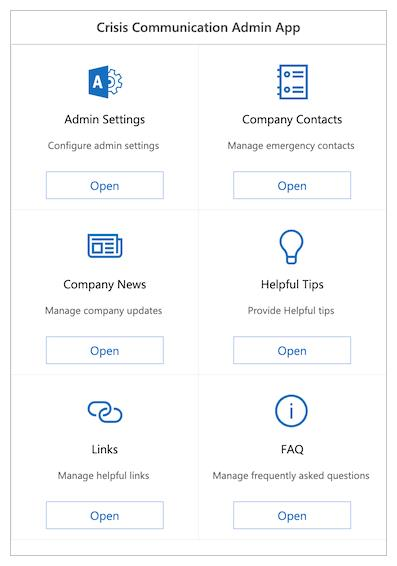 Crisis Communication Admin App
A
Admin Settings
Configure admin settings
Open
Company Contacts
Manage emergency contacts
Open
Company News
Manage company updates
Open
Helpful Tips
Provide Helpful tips
Open
Links
Manage helpful links
Open
i
FAQ
Manage frequently asked questions
Open